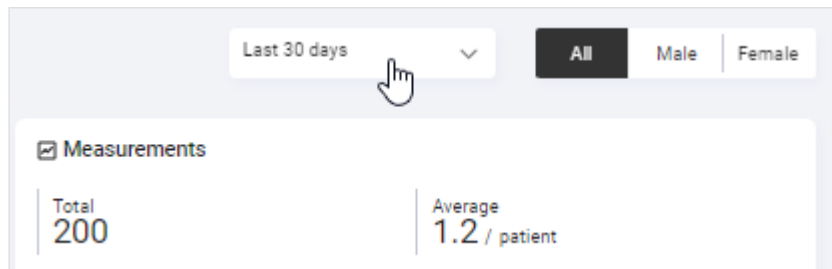 Last 30 days
All Male Female
Measurements
Total
200
Average
1.2 / patient